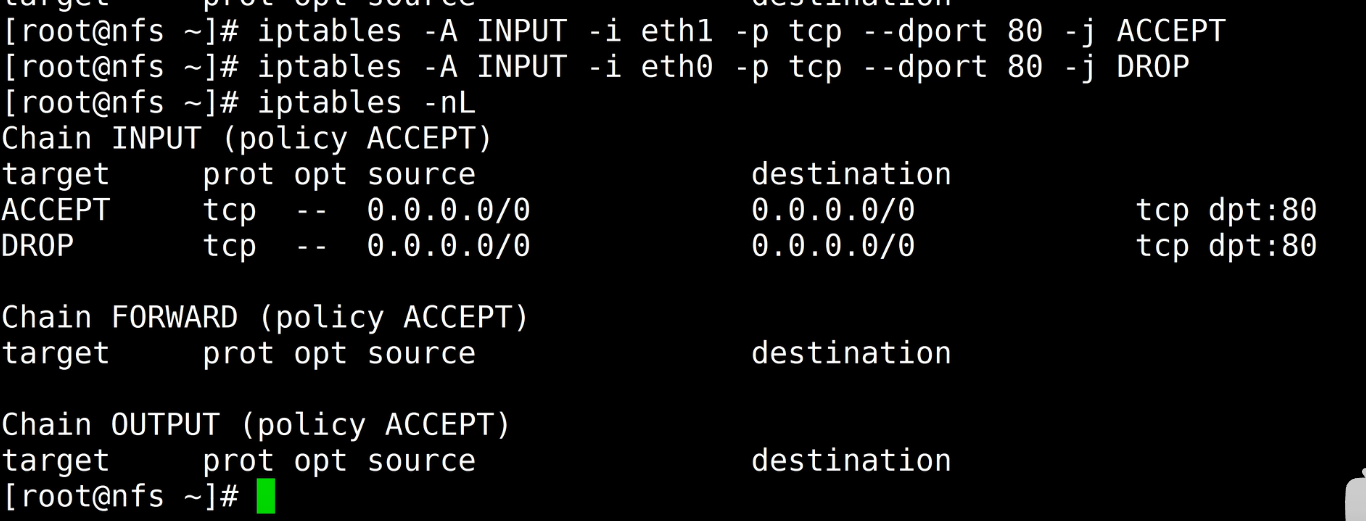 target     prot opt source               destination
[root@nfs ~]# iptables -A INPUT -i eth1 -p tcp --dport 80 -j ACCEPT
[root@nfs ~]# iptables -A INPUT -i eth0 -p tcp --dport 80 -j DROP
[root@nfs ~]# iptables -nL
Chain INPUT (policy ACCEPT)
target     prot opt source               destination
ACCEPT     tcp  --  0.0.0.0/0            0.0.0.0/0            tcp dpt:80
DROP       tcp  --  0.0.0.0/0            0.0.0.0/0            tcp dpt:80
Chain FORWARD (policy ACCEPT)
target     prot opt source               destination
Chain OUTPUT (policy ACCEPT)
target     prot opt source               destination
[root@nfs ~]#